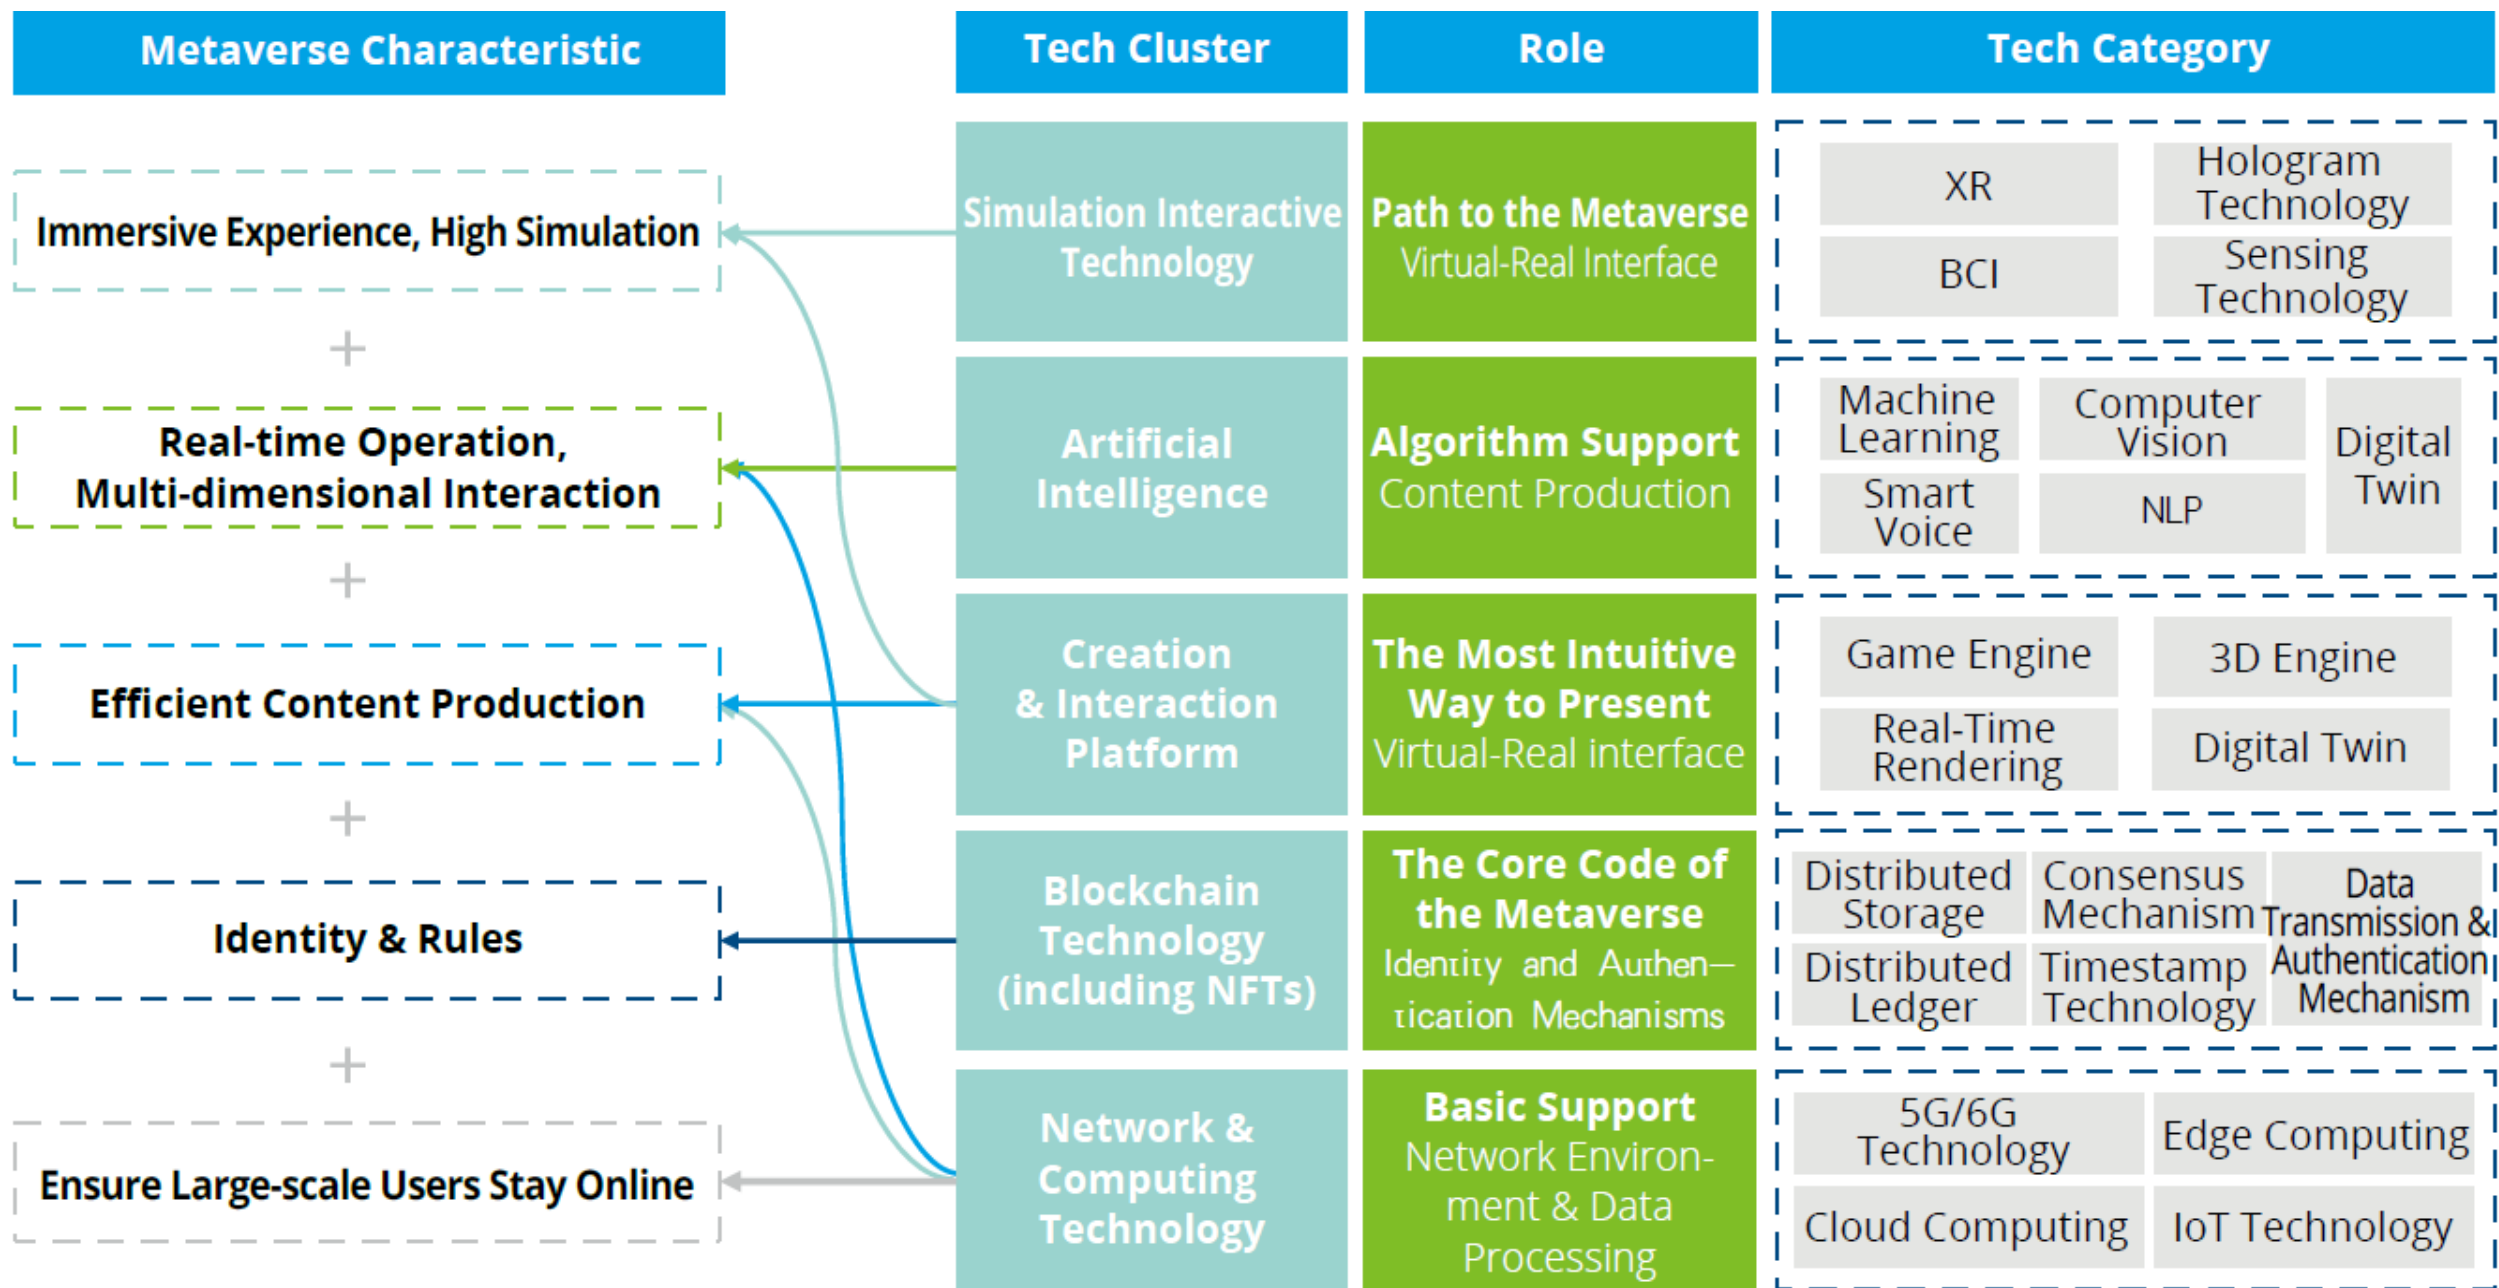 Metaverse Characteristic
Tech Cluster
Role
Tech Category
Immersive Experience, High Simulation
+
Real-time Operation,
Multi-dimensional Interaction
+
Efficient Content Production
+
Identity & Rules
+
Ensure Large-scale Users Stay Online
Simulation Interactive
Technology
Path to the Metaverse
Virtual-Real Interface
XR
Hologram
Technology
BCI
Sensing
Technology
Artificial
Intelligence
Algorithm Support
Content Production
Machine
Learning
Computer
Vision
Digital
Twin
Smart
Voice
NLP
Creation
& Interaction
Platform
The Most Intuitive
Way to Present
Virtual-Real interface
Game Engine
3D Engine
Real-Time
Rendering
Digital Twin
Blockchain
Technology
(including NFTs)
The Core Code of
the Metaverse
Identity and Authen-
tication Mechanisms
Distributed
Storage
Consensus
Mechanism
Data
Transmission &
Authentication
Mechanism
Distributed
Ledger
Timestamp
Technology
Network &
Computing
Technology
Basic Support
Network Environ-
ment & Data
Processing
5G/6G
Technology
Edge Computing
Cloud Computing
IoT Technology